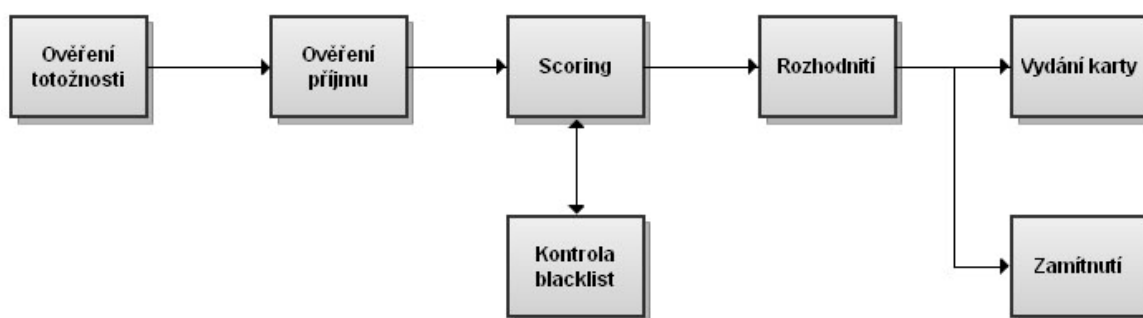 Ověření
totožnosti
Ověření
příjmu
Scoring
Rozhodnití
Vydání karty
Kontrola
blacklist
Zamítnutí